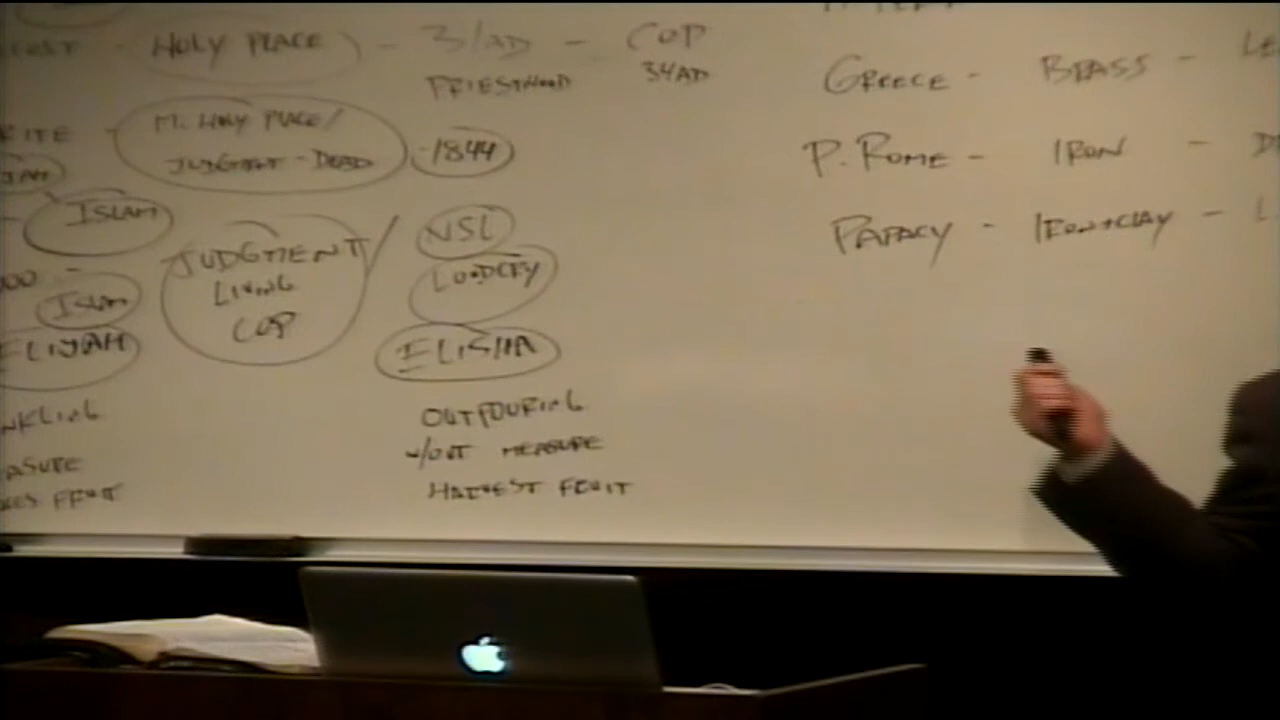 HOLY PLACE - 31AD - COP
PRIESTHOOD 34AD
M. HOLY PLACE/
JUDGMENT - DEAD
1844
ISLAM
JUDGMENT/
LIVING
COP
NSL
LOUDCRY
ISLAM
ELIJAH
ELISHA
OUTPOURING
W/OUT MEASURE
HARVEST FRUIT
GREECE - BRASS -
P. ROME - IRON -
PAPACY - IRON+CLAY -